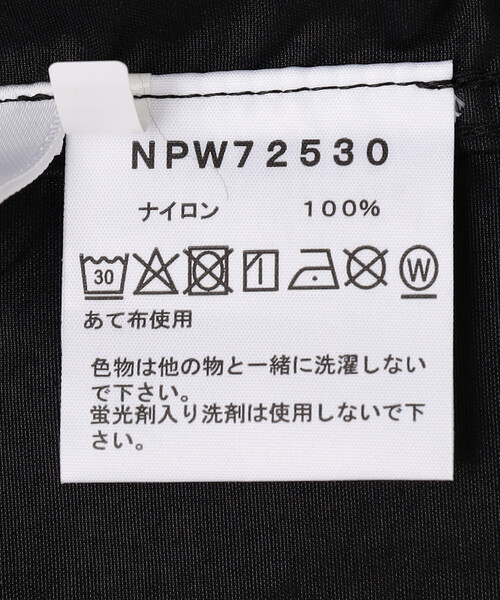 NPW72530
ナイロン 100%
30 W
あて布使用
色物は他の物と一緒に洗濯しない
で下さい。
蛍光剤入り洗剤は使用しないで下
さい。